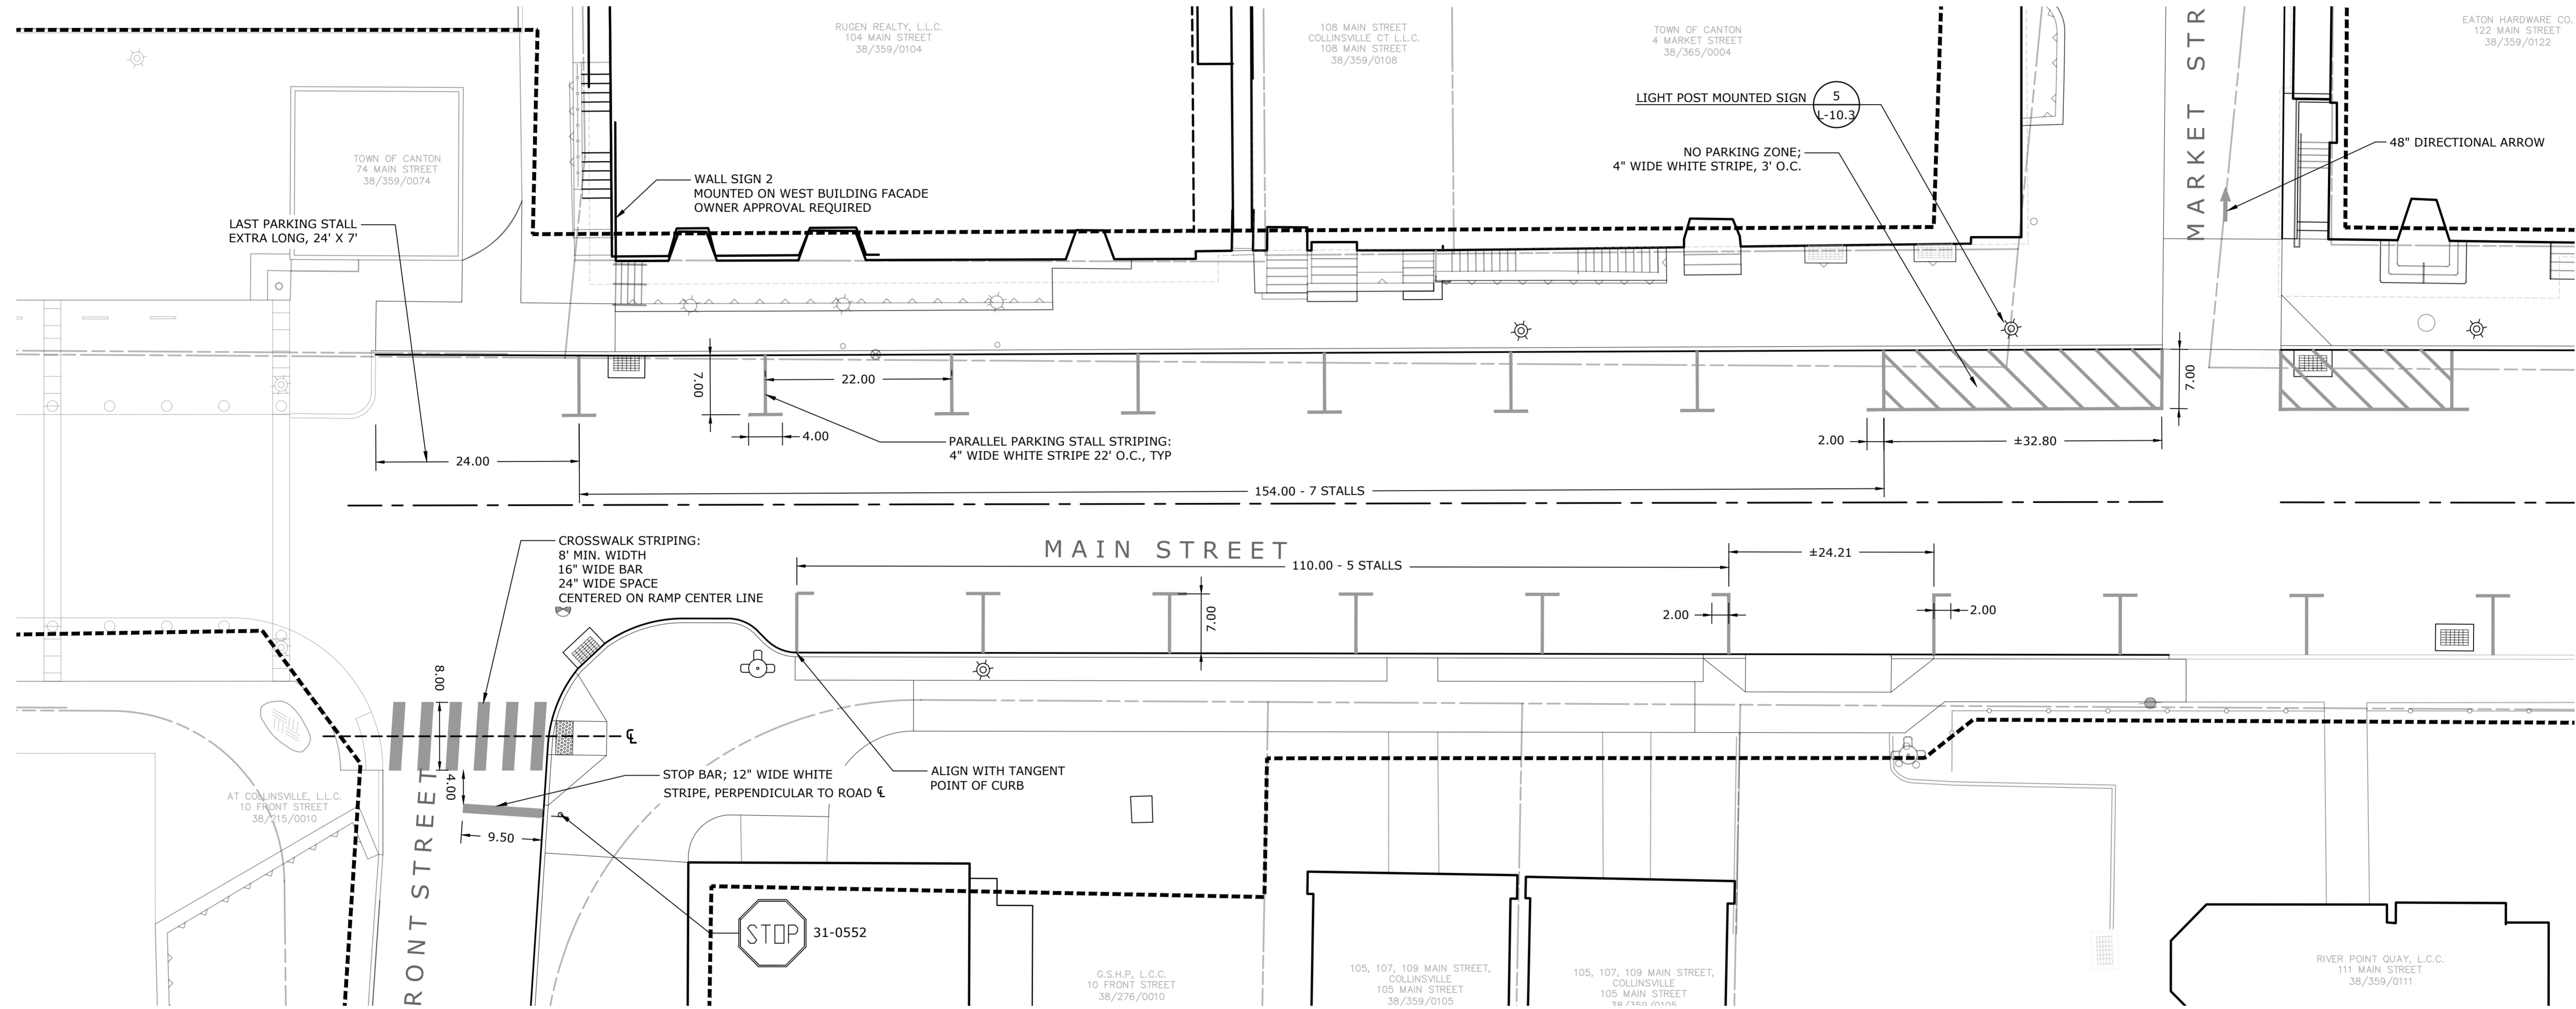 RUGEN REALTY, L.L.C.
104 MAIN STREET
38/359/0104
108 MAIN STREET
COLLINSVILLE CT L.L.C.
108 MAIN STREET
38/359/0108
TOWN OF CANTON
4 MARKET STREET
38/365/0004
MARKET STR
EATON HARDWARE CO.
122 MAIN STREET
38/359/0122
LIGHT POST MOUNTED SIGN
5
L-10.3
NO PARKING ZONE;
4" WIDE WHITE STRIPE, 3' O.C.
48" DIRECTIONAL ARROW
TOWN OF CANTON
74 MAIN STREET
38/359/0074
WALL SIGN 2
MOUNTED ON WEST BUILDING FACADE
OWNER APPROVAL REQUIRED
LAST PARKING STALL
EXTRA LONG, 24' X 7'
7.00
22.00
7.00
4.00
PARALLEL PARKING STALL STRIPING:
4" WIDE WHITE STRIPE 22' O.C., TYP
2.00
±32.80
24.00
154.00 - 7 STALLS
CROSSWALK STRIPING:
8' MIN. WIDTH
16" WIDE BAR
24" WIDE SPACE
CENTERED ON RAMP CENTER LINE
MAIN STREET
±24.21
110.00 - 5 STALLS
7.00
2.00
2.00
8.00
CL
4.00
STOP BAR; 12" WIDE WHITE
STRIPE, PERPENDICULAR TO ROAD CL
ALIGN WITH TANGENT
POINT OF CURB
AT COLLINSVILLE, L.L.C.
10 FRONT STREET
38/215/0010
9.50
RONT STREET
STOP
31-0552
G.S.H.P, L.C.C.
10 FRONT STREET
38/276/0010
105, 107, 109 MAIN STREET,
COLLINSVILLE
105 MAIN STREET
38/359/0105
105, 107, 109 MAIN STREET,
COLLINSVILLE
105 MAIN STREET
38/359/0105
RIVER POINT QUAY, L.C.C.
111 MAIN STREET
38/359/0111